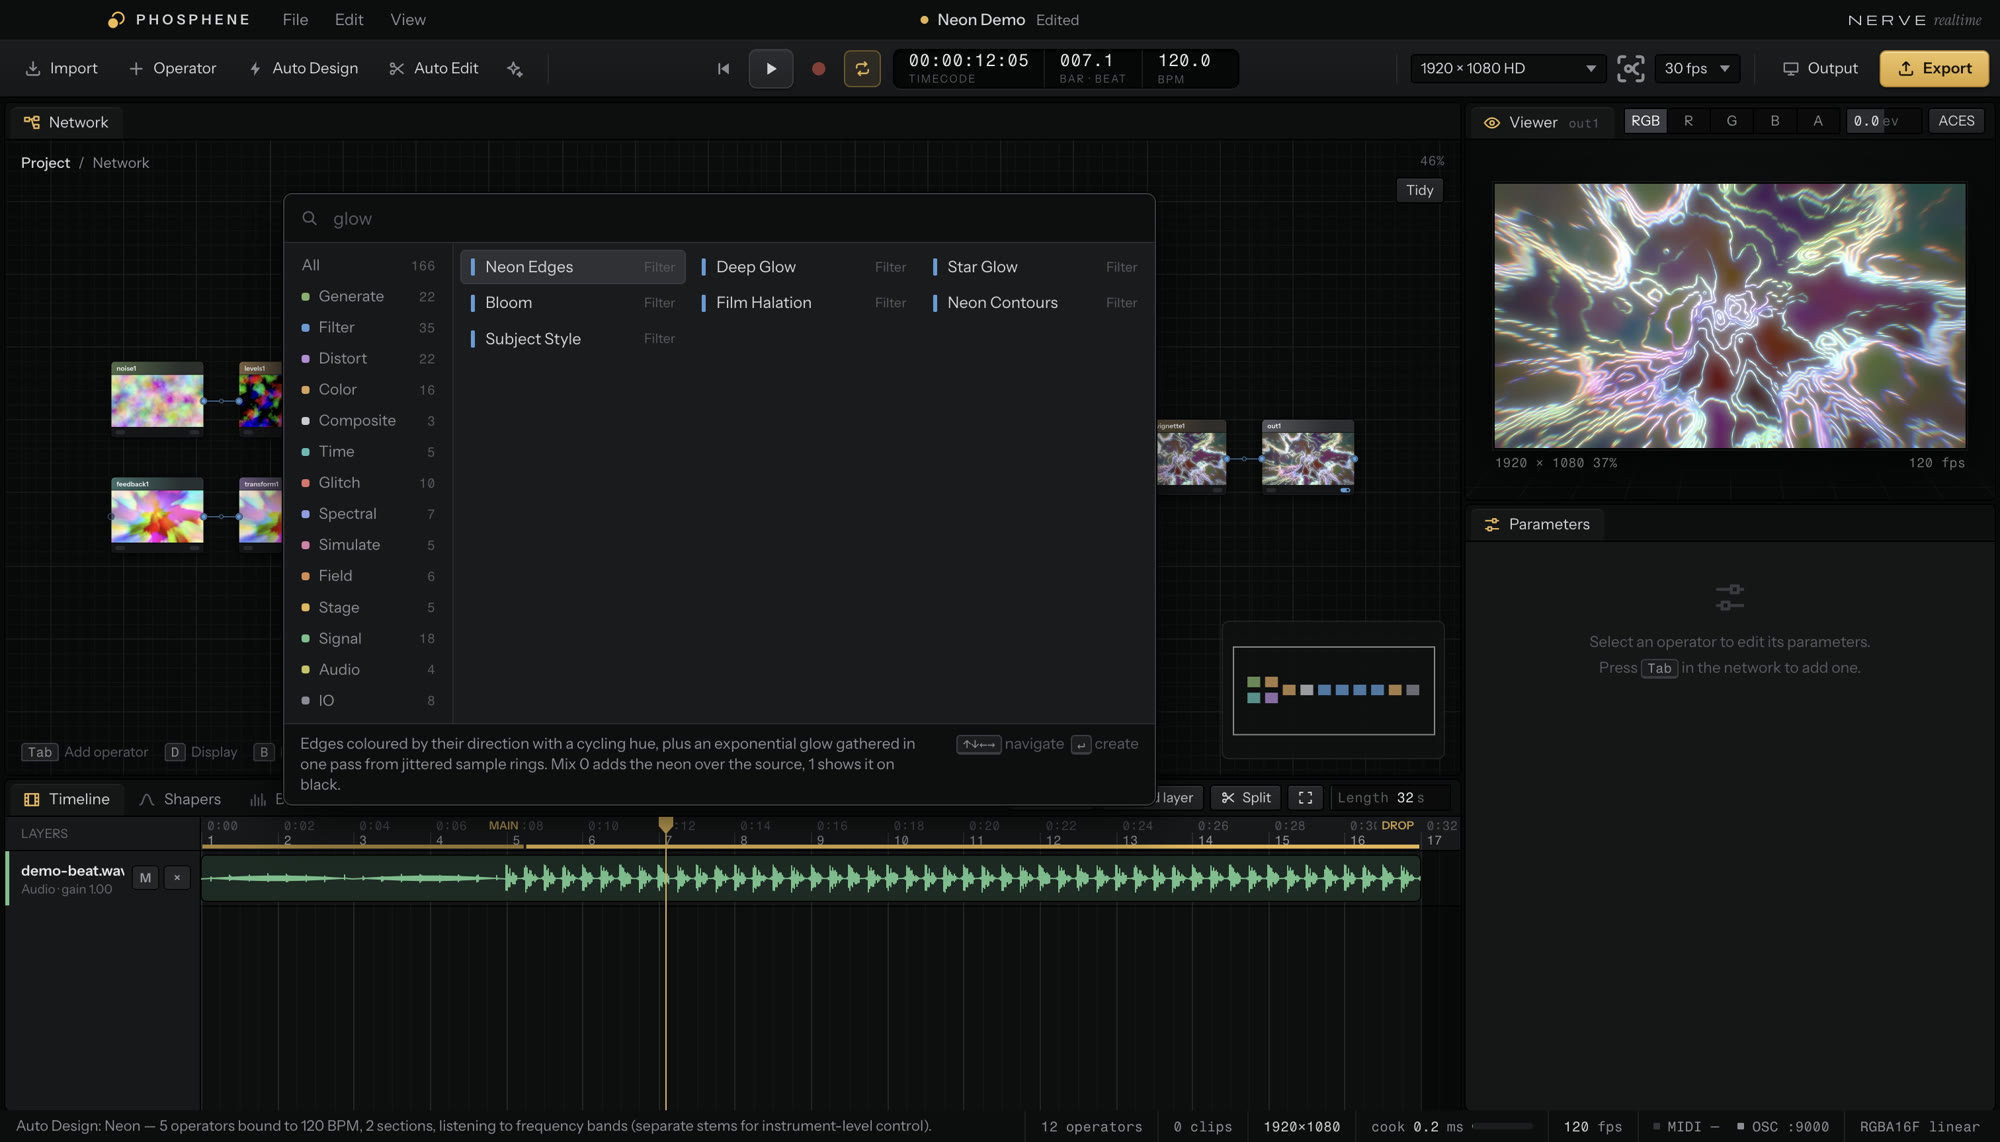 PHOSPHENE File Edit View
Neon Demo Edited
NERVE realtime
Import Operator Auto Design Auto Edit
00:00:12:05 007.1 120.0
TIMECODE BAR·BEAT BPM
1920 × 1080 HD 30 fps Output Export
Network
Viewer out1 RGB R G B A 0.0 ev ACES
Project / Network
46%
Tidy
glow
All 166
Generate 22
Filter 35
Distort 22
Color 16
Composite 3
Time 5
Glitch 10
Spectral 7
Simulate 5
Field 6
Stage 5
Signal 18
Audio 4
IO 8
Neon Edges Filter Deep Glow Filter Star Glow Filter
Bloom Filter Film Halation Filter Neon Contours Filter
Subject Style Filter
Edges coloured by their direction with a cycling hue, plus an exponential glow gathered in
one pass from jittered sample rings. Mix 0 adds the neon over the source, 1 shows it on
black.
navigate create
noise1 levels1
feedback1 transform1
out1
1920 × 1080 37% 120 fps
Parameters
Select an operator to edit its parameters.
Press Tab in the network to add one.
Tab Add operator D Display B
Timeline Shapers
layer Split Length 32 s
LAYERS
0:00 0:02 0:04 0:06 MAIN :08 0:10 :12 0:14 0:16 0:18 0:20 0:22 0:24 0:26 0:28 0:30 DROP 0:32
1 2 3 4 5 6 7 8 9 10 11 12 13 14 15 16 17
demo-beat.wav M ×
Audio · gain 1.00
Auto Design: Neon — 5 operators bound to 120 BPM, 2 sections, listening to frequency bands (separate stems for instrument-level control).
12 operators 0 clips 1920×1080 cook 0.2 ms 120 fps MIDI — OSC :9000 RGBA16F linear